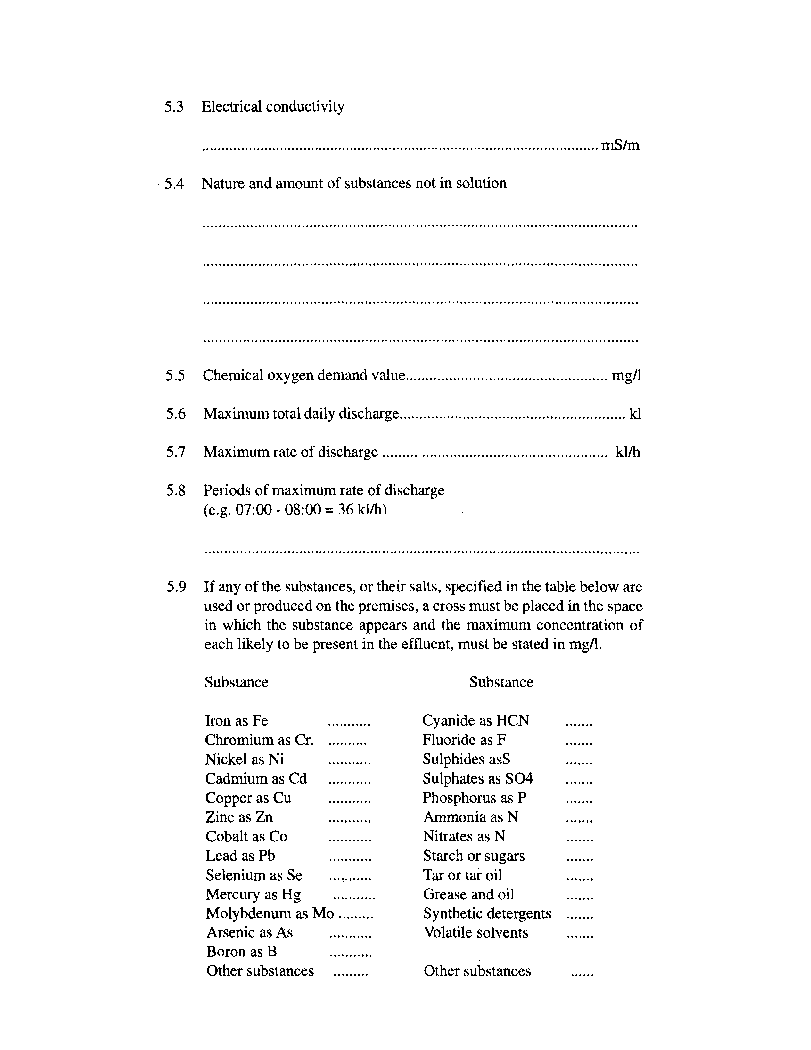 5.3 Electrical conductivity
........................................................................................................ mS/m
5.4 Nature and amount of substances not in solution
..................................................................................................................
..................................................................................................................
..................................................................................................................
..................................................................................................................
5.5 Chemical oxygen demand value................................................... mg/l
5.6 Maximum total daily discharge......................................................... kl
5.7 Maximum rate of discharge ......................................................... kl/h
5.8 Periods of maximum rate of discharge
(e.g. 07:00 - 08:00 = 36 kl/h)
..................................................................................................................
5.9 If any of the substances, or their salts, specified in the table below are
used or produced on the premises, a cross must be placed in the space
in which the substance appears and the maximum concentration of
each likely to be present in the effluent, must be stated in mg/l.
Substance Substance
Iron as Fe ........... Cyanide as HCN .......
Chromium as Cr. .......... Fluoride as F .......
Nickel as Ni ........... Sulphides asS .......
Cadmium as Cd ........... Sulphates as SO4 .......
Copper as Cu ........... Phosphorus as P .......
Zinc as Zn ........... Ammonia as N .......
Cobalt as Co ........... Nitrates as N .......
Lead as Pb ........... Starch or sugars .......
Selenium as Se ........... Tar or tar oil .......
Mercury as Hg ........... Grease and oil .......
Molybdenum as Mo ......... Synthetic detergents .......
Arsenic as As ........... Volatile solvents .......
Boron as B ...........
Other substances ......... Other substances ......